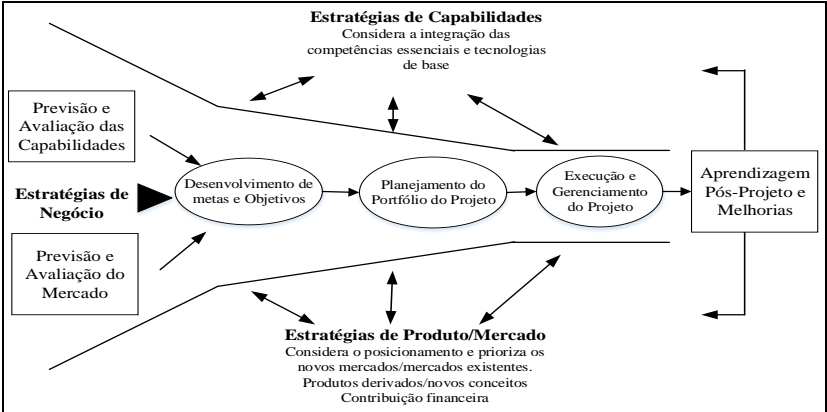 Estratégias de Capabilidades
Considera a integração das
competências essenciais e tecnologias
de base
Previsão e
Avaliação das
Capabilidades
Estratégias de
Negócio
Previsão e
Avaliação do
Mercado
Desenvolvimento de
metas e Objetivos
Planejamento do
Portfólio do Projeto
Execução e
Gerenciamento
do Projeto
Aprendizagem
Pós-Projeto e
Melhorias
Estratégias de Produto/Mercado
Considera o posicionamento e prioriza os
novos mercados/mercados existentes.
Produtos derivados/novos conceitos
Contribuição financeira